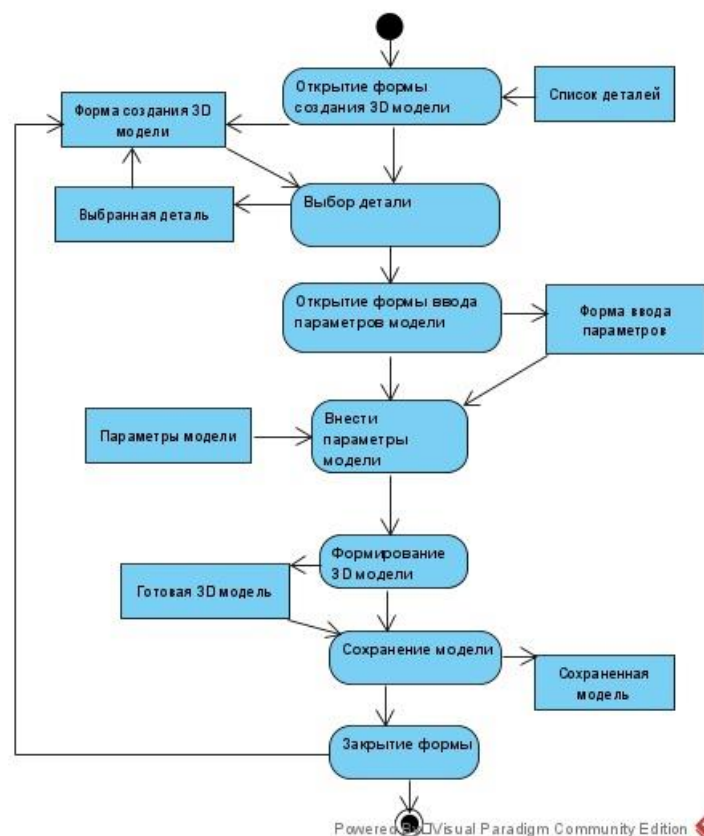 Открытие формы
создания 3D модели
Список деталей
Форма создания 3D
модели
Выбор детали
Выбранная деталь
Открытие формы ввода
параметров модели
Форма ввода
параметров
Внести
параметры
модели
Параметры модели
Формирование
3D модели
Готовая 3D модель
Сохранение модели
Сохраненная
модель
Закрытие формы
Powered By Visual Paradigm Community Edition